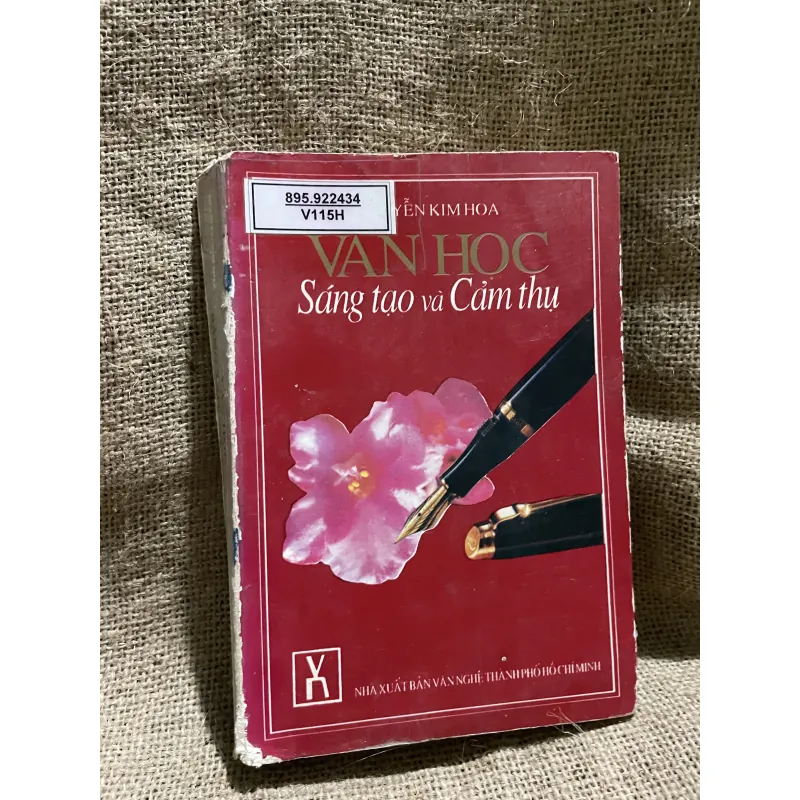 895.922434
V115H
YỄN KIM HOA
VĂN HỌC
Sáng tạo và Cảm thụ
VN
NHÀ XUẤT BẢN VĂN NGHỆ THÀNH PHỐ HỒ CHÍ MINH